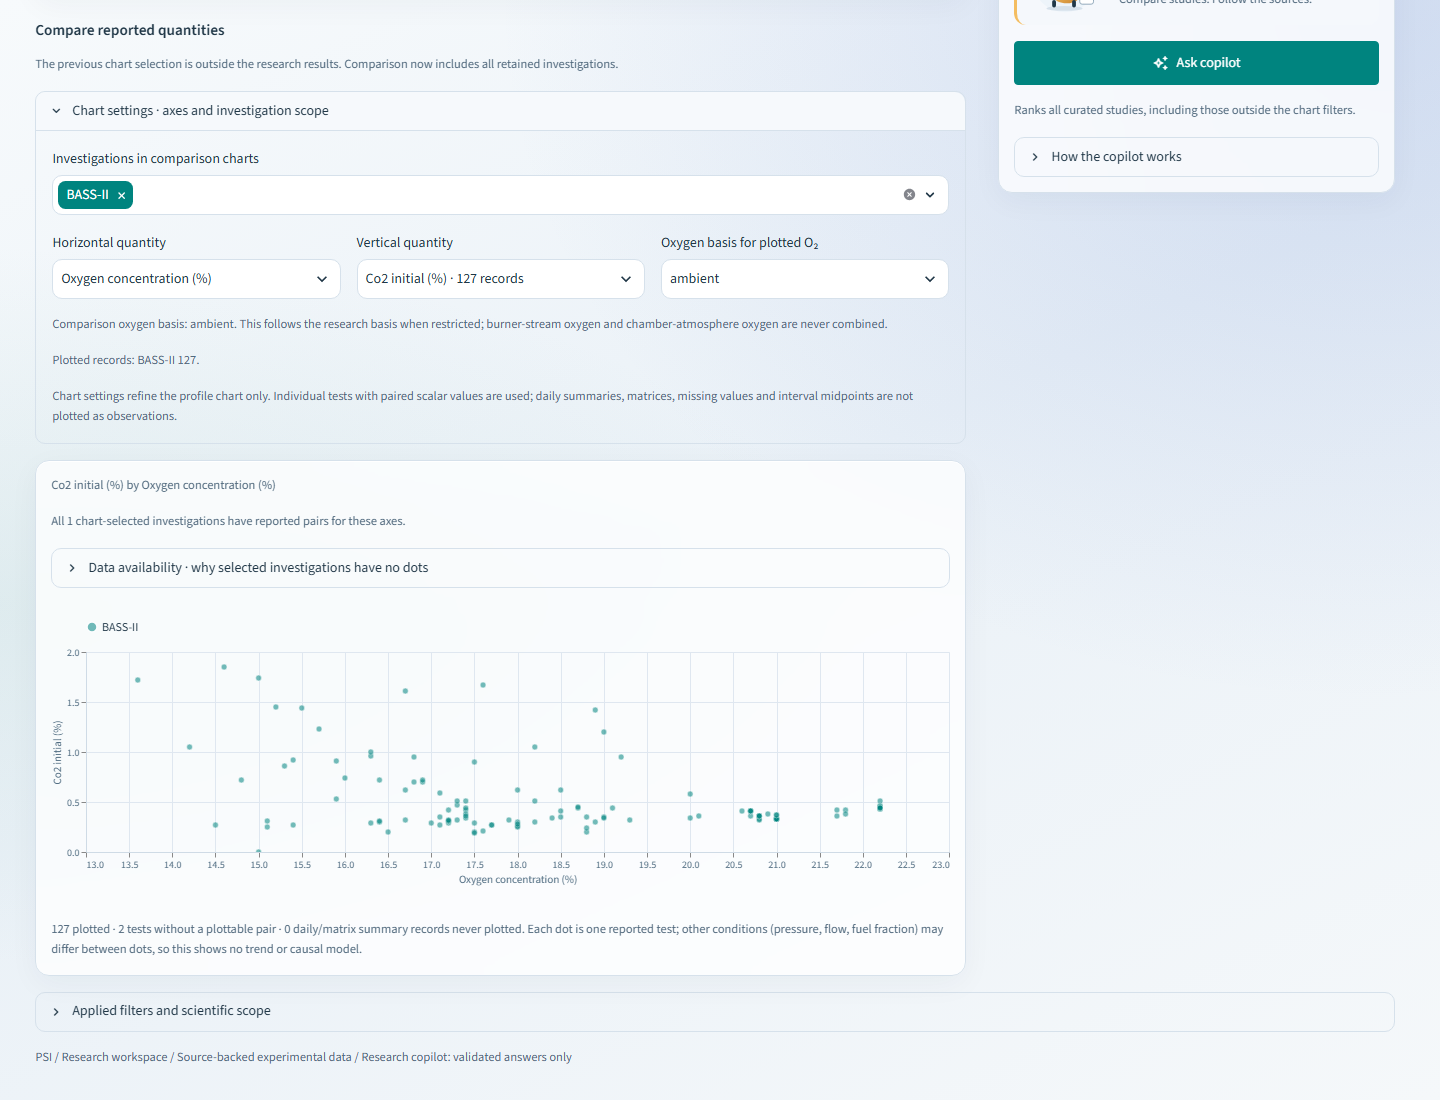 Compare reported quantities
The previous chart selection is outside the research results. Comparison now includes all retained investigations.
Chart settings · axes and investigation scope
Investigations in comparison charts
BASS-II
Horizontal quantity
Vertical quantity
Oxygen basis for plotted O₂
Oxygen concentration (%)
Co2 initial (%) · 127 records
ambient
Comparison oxygen basis: ambient. This follows the research basis when restricted; burner-stream oxygen and chamber-atmosphere oxygen are never combined.
Plotted records: BASS-II 127.
Chart settings refine the profile chart only. Individual tests with paired scalar values are used; daily summaries, matrices, missing values and interval midpoints are not
plotted as observations.
Co2 initial (%) by Oxygen concentration (%)
All 1 chart-selected investigations have reported pairs for these axes.
Data availability · why selected investigations have no dots
BASS-II
2.0
1.5
1.0
0.5
0.0
Co2 initial (%)
13.0 13.5 14.0 14.5 15.0 15.5 16.0 16.5 17.0 17.5 18.0 18.5 19.0 19.5 20.0 20.5 21.0 21.5 22.0 22.5 23.0
Oxygen concentration (%)
127 plotted · 2 tests without a plottable pair · 0 daily/matrix summary records never plotted. Each dot is one reported test; other conditions (pressure, flow, fuel fraction) may
differ between dots, so this shows no trend or causal model.
Applied filters and scientific scope
PSI / Research workspace / Source-backed experimental data / Research copilot: validated answers only
Compare studies. Follow the sources.
Ask copilot
Ranks all curated studies, including those outside the chart filters.
How the copilot works